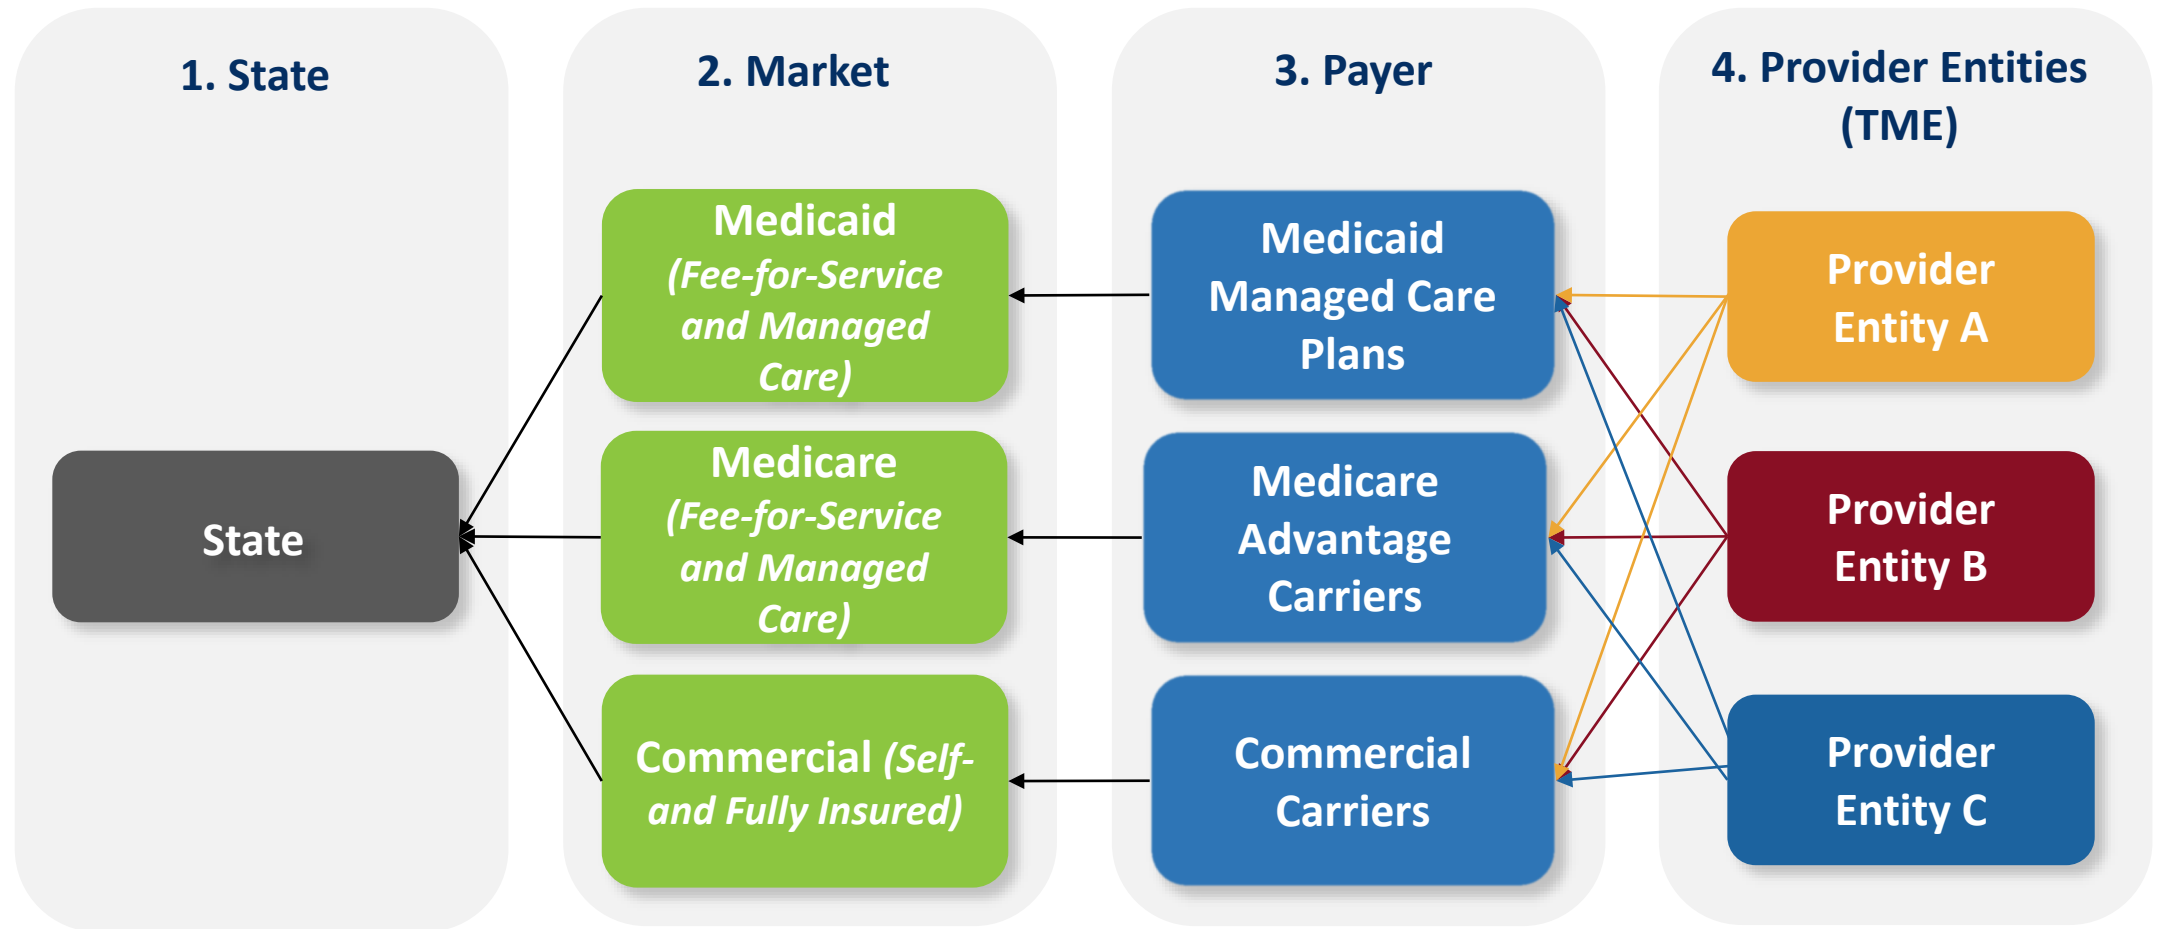 1. State
2. Market
3. Payer
4. Provider Entities
(TME)
State
Medicaid
(Fee-for-Service
and Managed
Care)
Medicare
(Fee-for-Service
and Managed
Care)
Commercial (Self-
and Fully Insured)
Medicaid
Managed Care
Plans
Medicare
Advantage
Carriers
Commercial
Carriers
Provider
Entity A
Provider
Entity B
Provider
Entity C